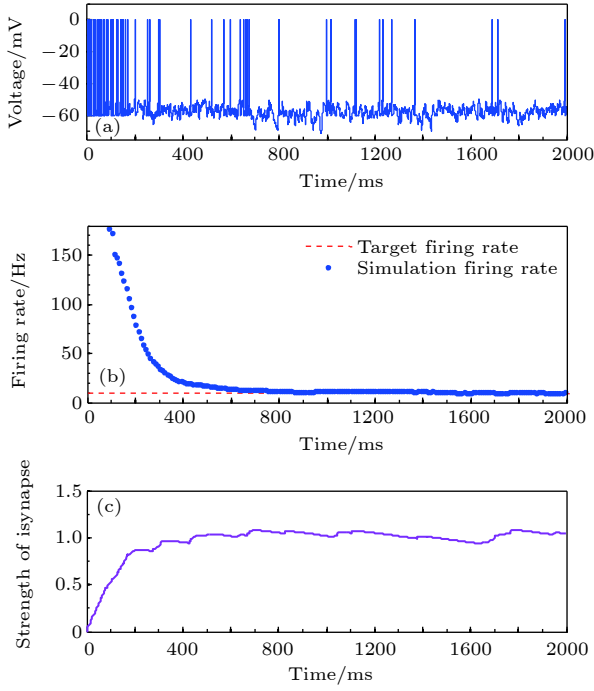 0
−20
−40
−60
Voltage/mV
(a)
0 400 800 1200 1600 2000
Time/ms
150
100
50
0
Firing rate/Hz
Target firing rate
Simulation firing rate
(b)
0 400 800 1200 1600 2000
Time/ms
1.5
1.0
0.5
0
Strength of isynapse
(c)
0 400 800 1200 1600 2000
Time/ms